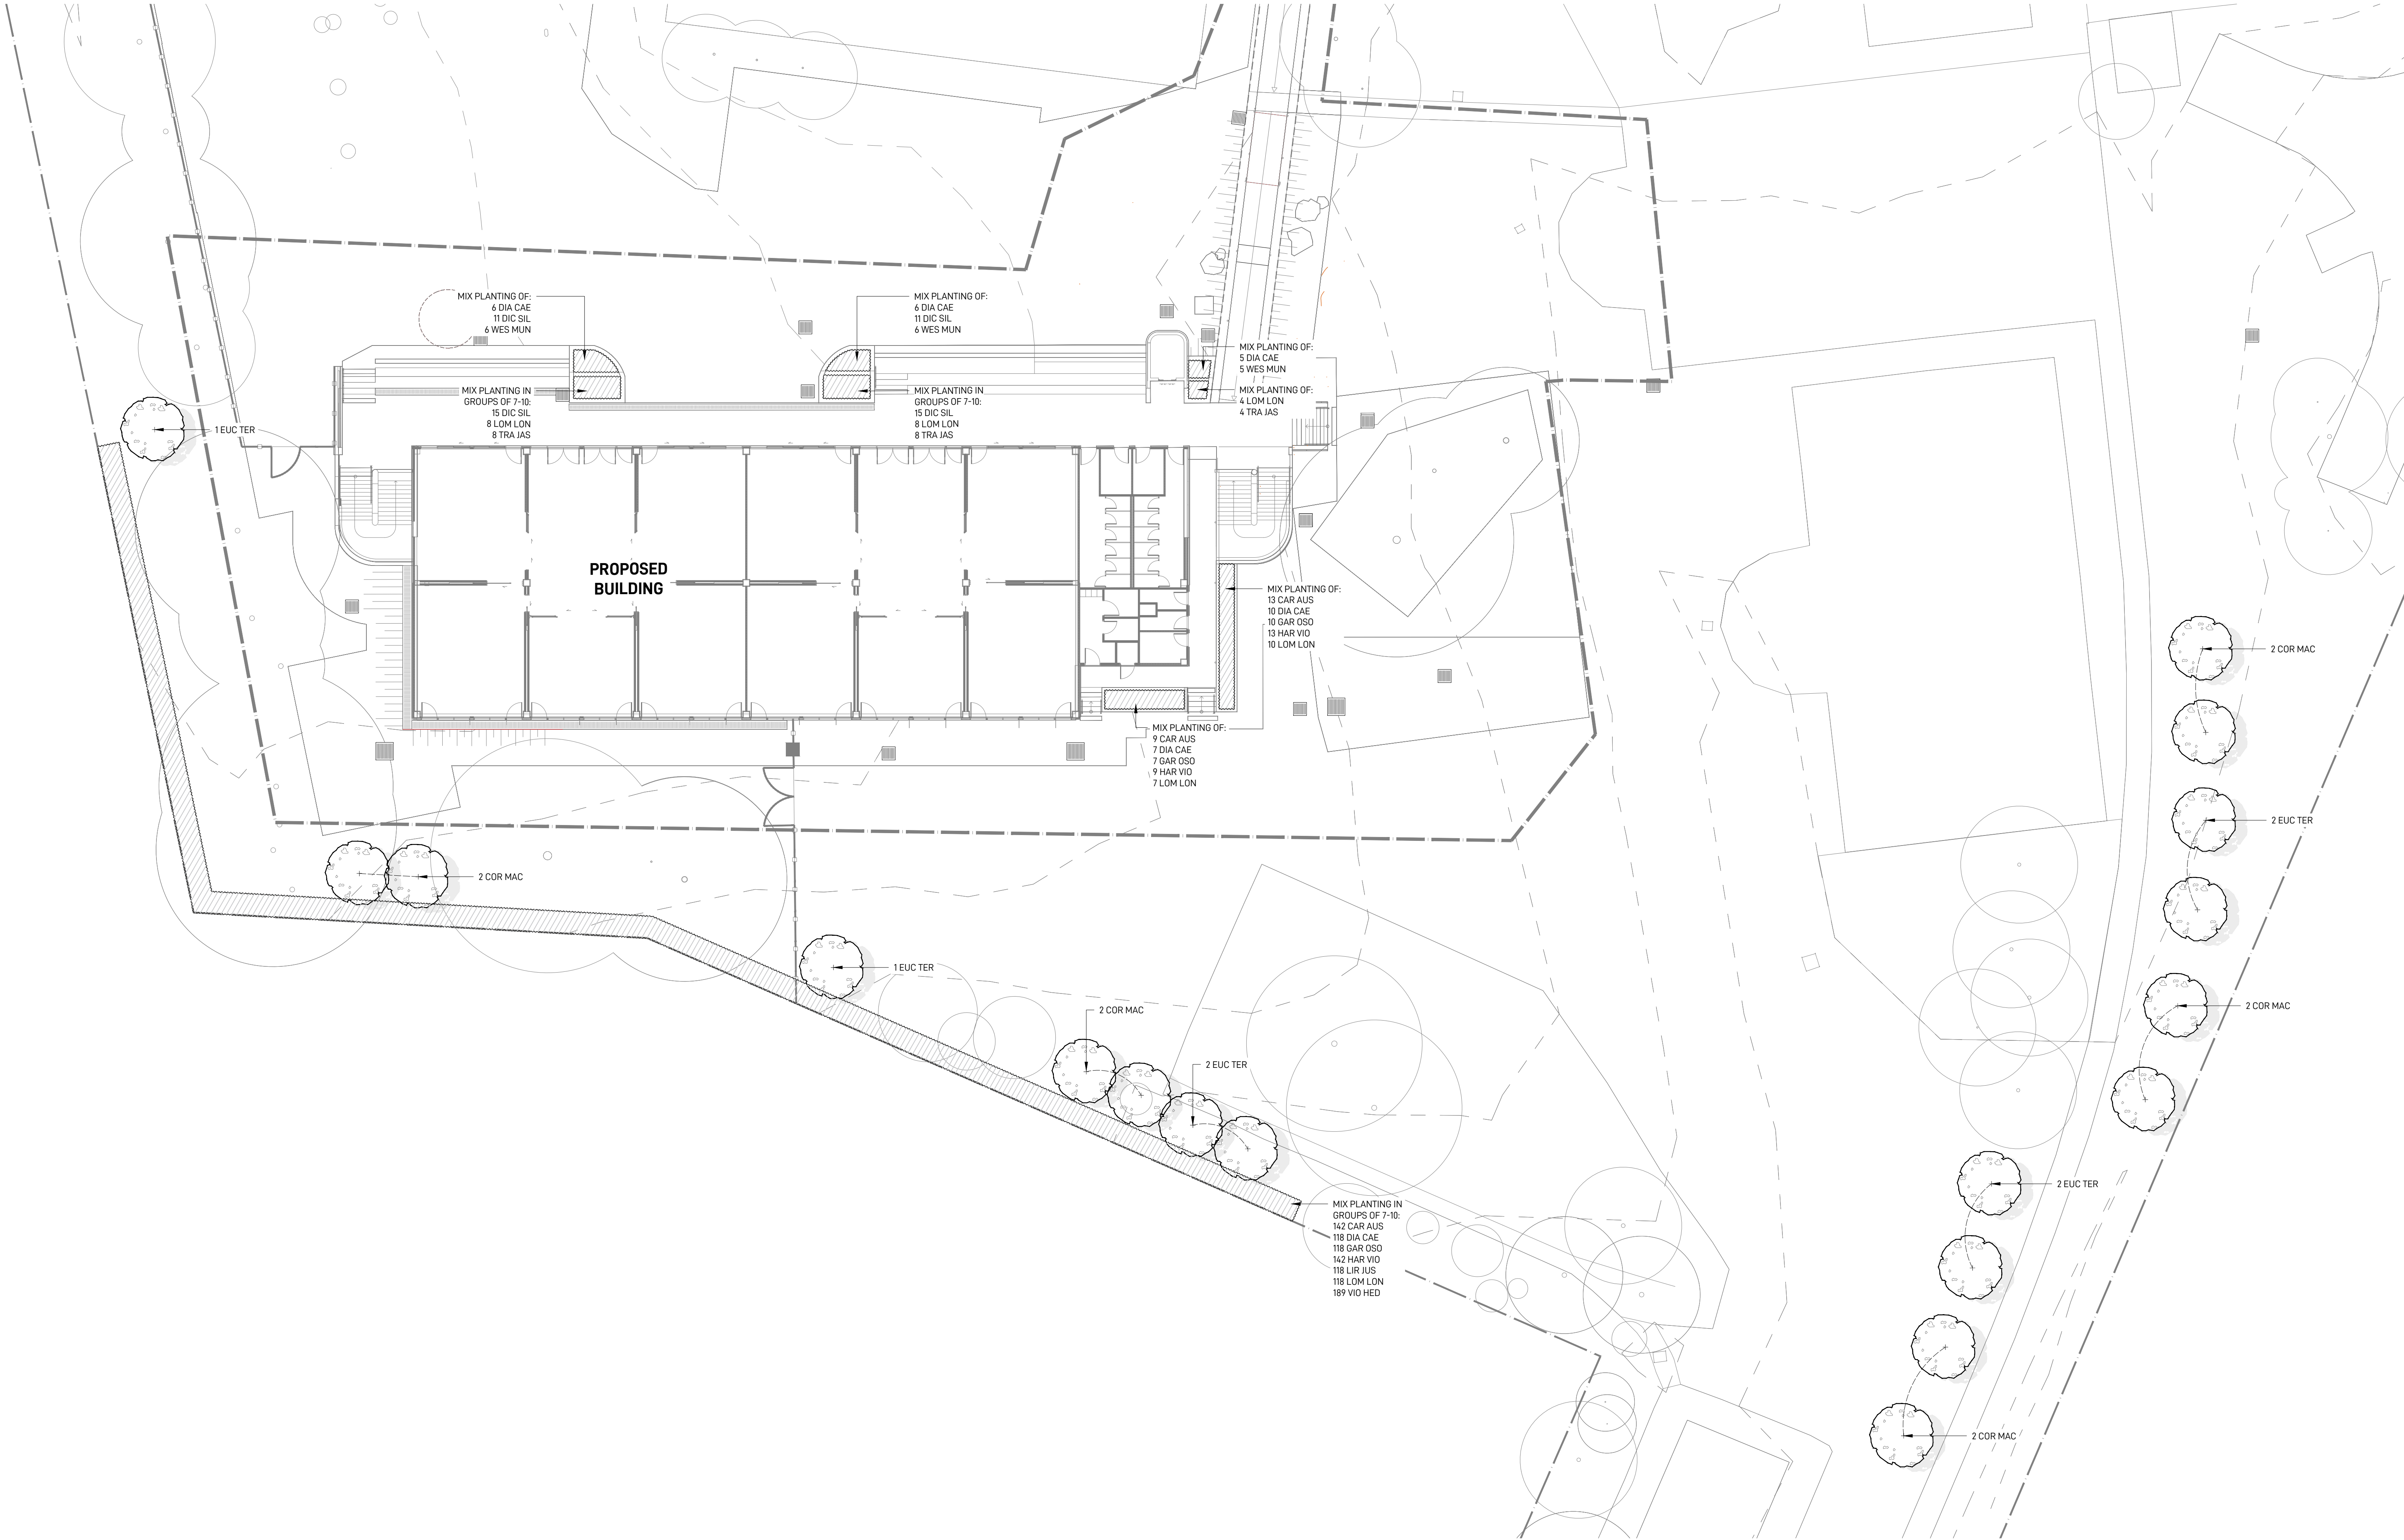 MIX PLANTING OF:
6 DIA CAE
11 DIC SIL
6 WES MUN
MIX PLANTING OF:
6 DIA CAE
11 DIC SIL
6 WES MUN
MIX PLANTING OF:
5 DIA CAE
5 WES MUN
MIX PLANTING IN
GROUPS OF 7-10:
15 DIC SIL
8 LOM LON
8 TRA JAS
MIX PLANTING IN
GROUPS OF 7-10:
15 DIC SIL
8 LOM LON
8 TRA JAS
MIX PLANTING OF:
4 LOM LON
4 TRA JAS
1 EUC TER
PROPOSED
BUILDING
MIX PLANTING OF:
13 CAR AUS
10 DIA CAE
10 GAR OSO
13 HAR VIO
10 LOM LON
2 COR MAC
MIX PLANTING OF:
9 CAR AUS
7 DIA CAE
7 GAR OSO
9 HAR VIO
7 LOM LON
2 EUC TER
2 COR MAC
1 EUC TER
2 COR MAC
2 COR MAC
2 EUC TER
2 EUC TER
MIX PLANTING IN
GROUPS OF 7-10:
142 CAR AUS
118 DIA CAE
118 GAR OSO
142 HAR VIO
118 LIR JUS
118 LOM LON
189 VIO HED
2 COR MAC